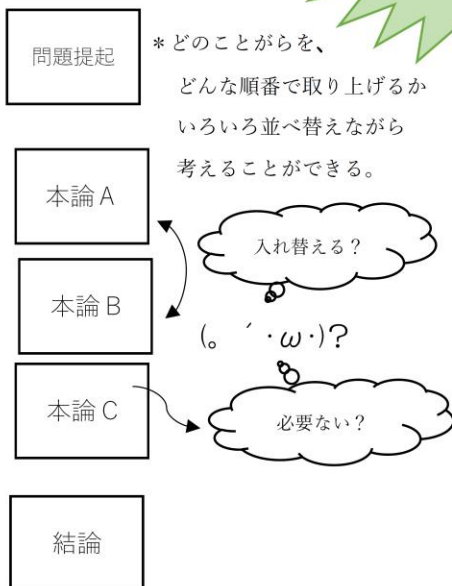 問題提起
＊どのことがらを、
どんな順番で取り上げるか
いろいろ並べ替えながら
考えることができる。
本論 A
入れ替える？
本論 B
(。´･ω･)?
本論 C
必要ない？
結論